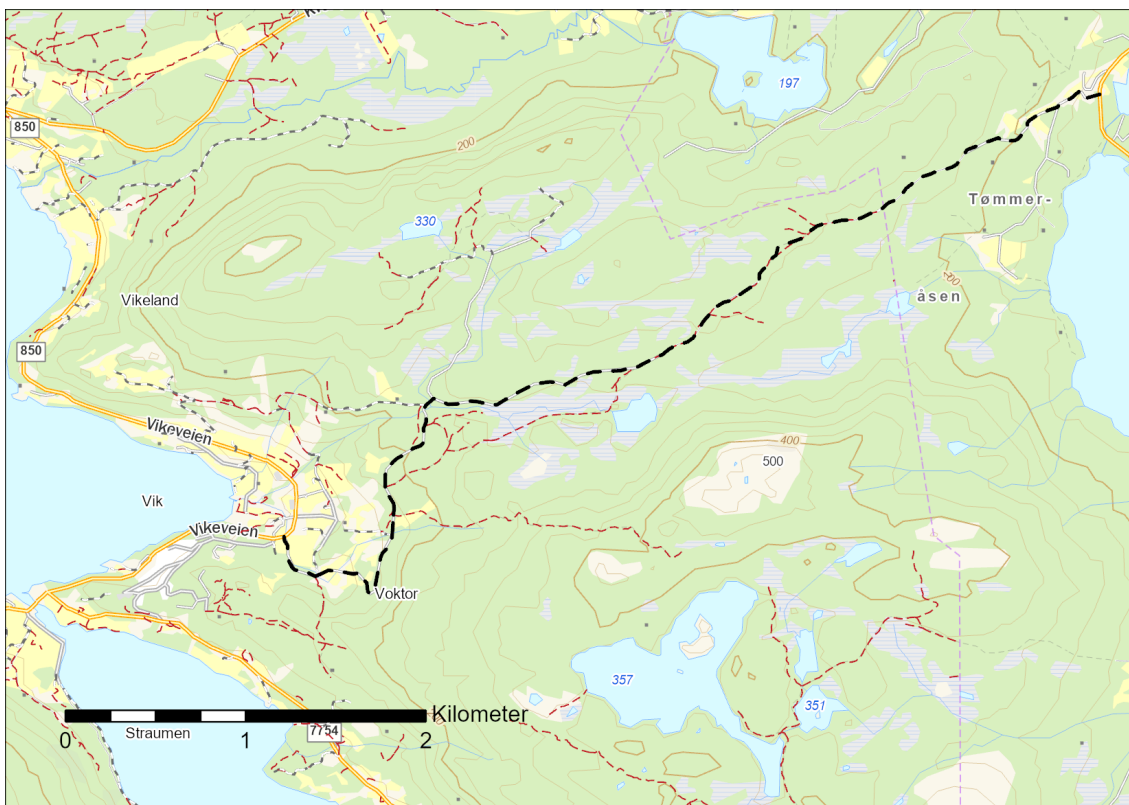 850
197
200
Tømmer-
330
åsen
200
Vikeland
850
Vikeveien
400
500
Vik
Vikeveien
Voktor
357
351
Kilometer
0 1 2
Straumen
7754